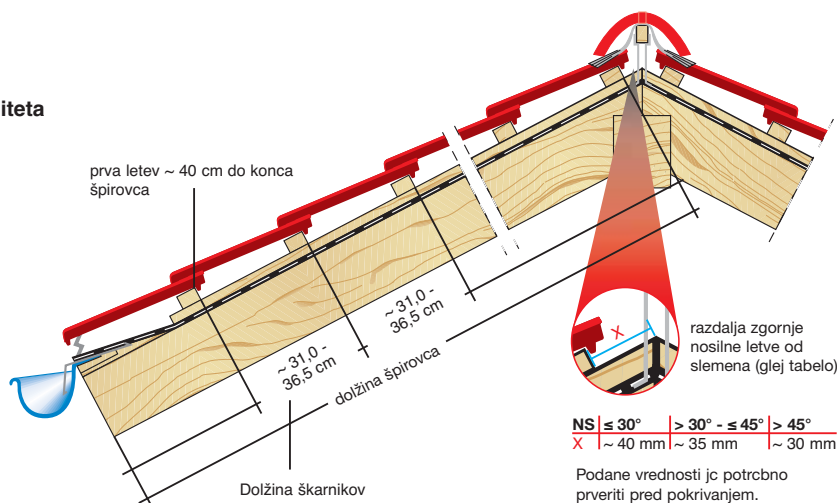 iteta
prva letev ~ 40 cm do konca
špirovca
~ 31,0 -
36,5 cm
~ 31,0 -
36,5 cm
dolžina špirovca
Dolžina škarnikov
X
razdalja zgornje
nosilne letve od
slemena (glej tabelo)
NS ≤ 30° > 30° - ≤ 45° > 45°
X ~ 40 mm ~ 35 mm ~ 30 mm
Podane vrednosti jc potrcbno
prveriti pred pokrivanjem.